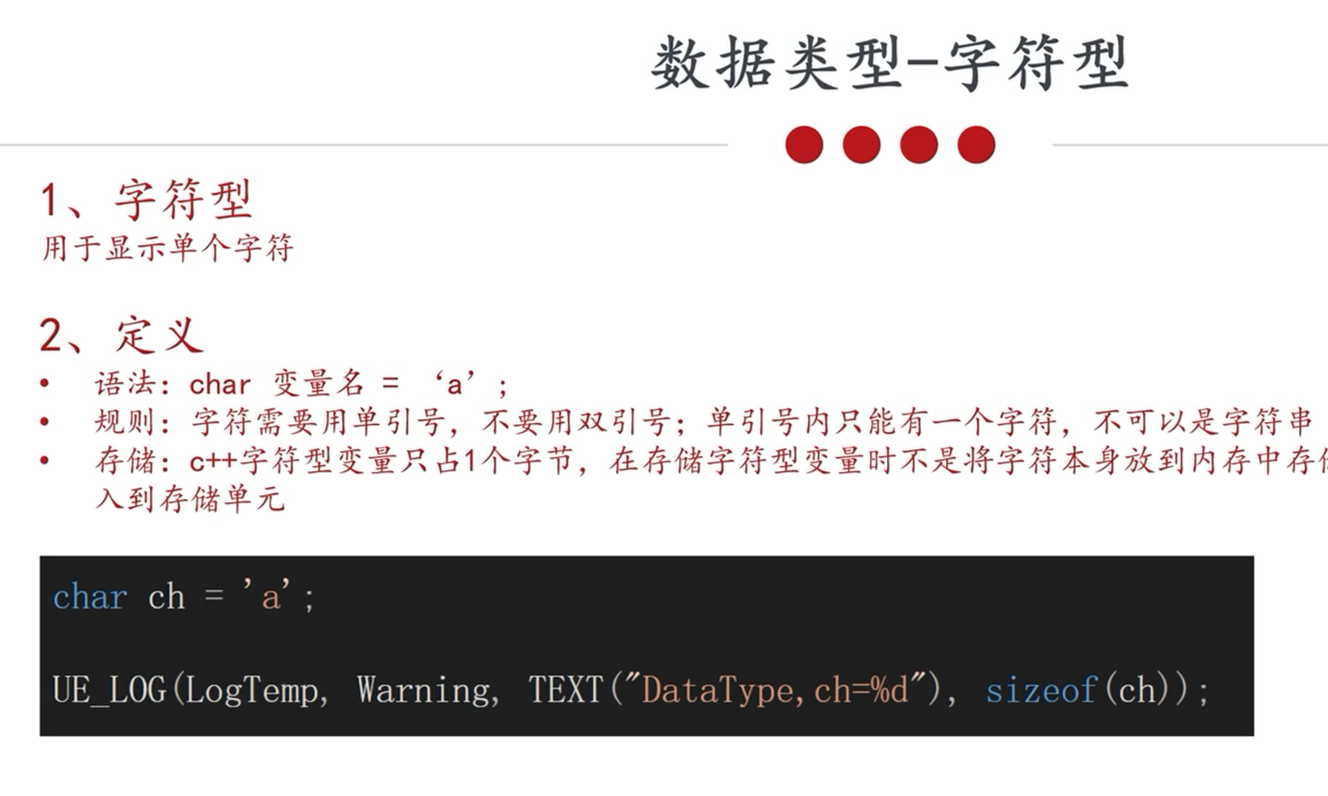 数据类型-字符型
1、字符型
用于显示单个字符
2、定义
• 语法：char 变量名 = ‘a’ ;
• 规则：字符需要用单引号，不要用双引号；单引号内只能有一个字符，不可以是字符串
• 存储：c++字符型变量只占1个字节，在存储字符型变量时不是将字符本身放到内存中存
入到存储单元
char ch = 'a';
UE_LOG(LogTemp, Warning, TEXT("DataType,ch=%d"), sizeof(ch));